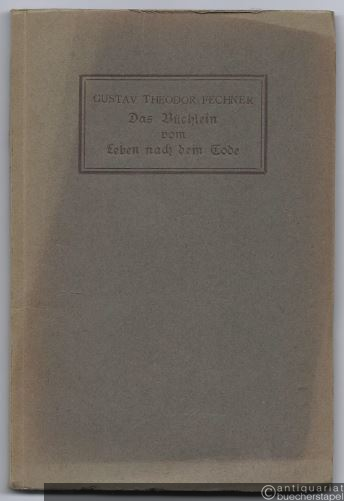 GUSTAV THEODOR FECHNER
Das Büchlein
vom
Leben nach dem Tode
©antiquariat
buecherstapel